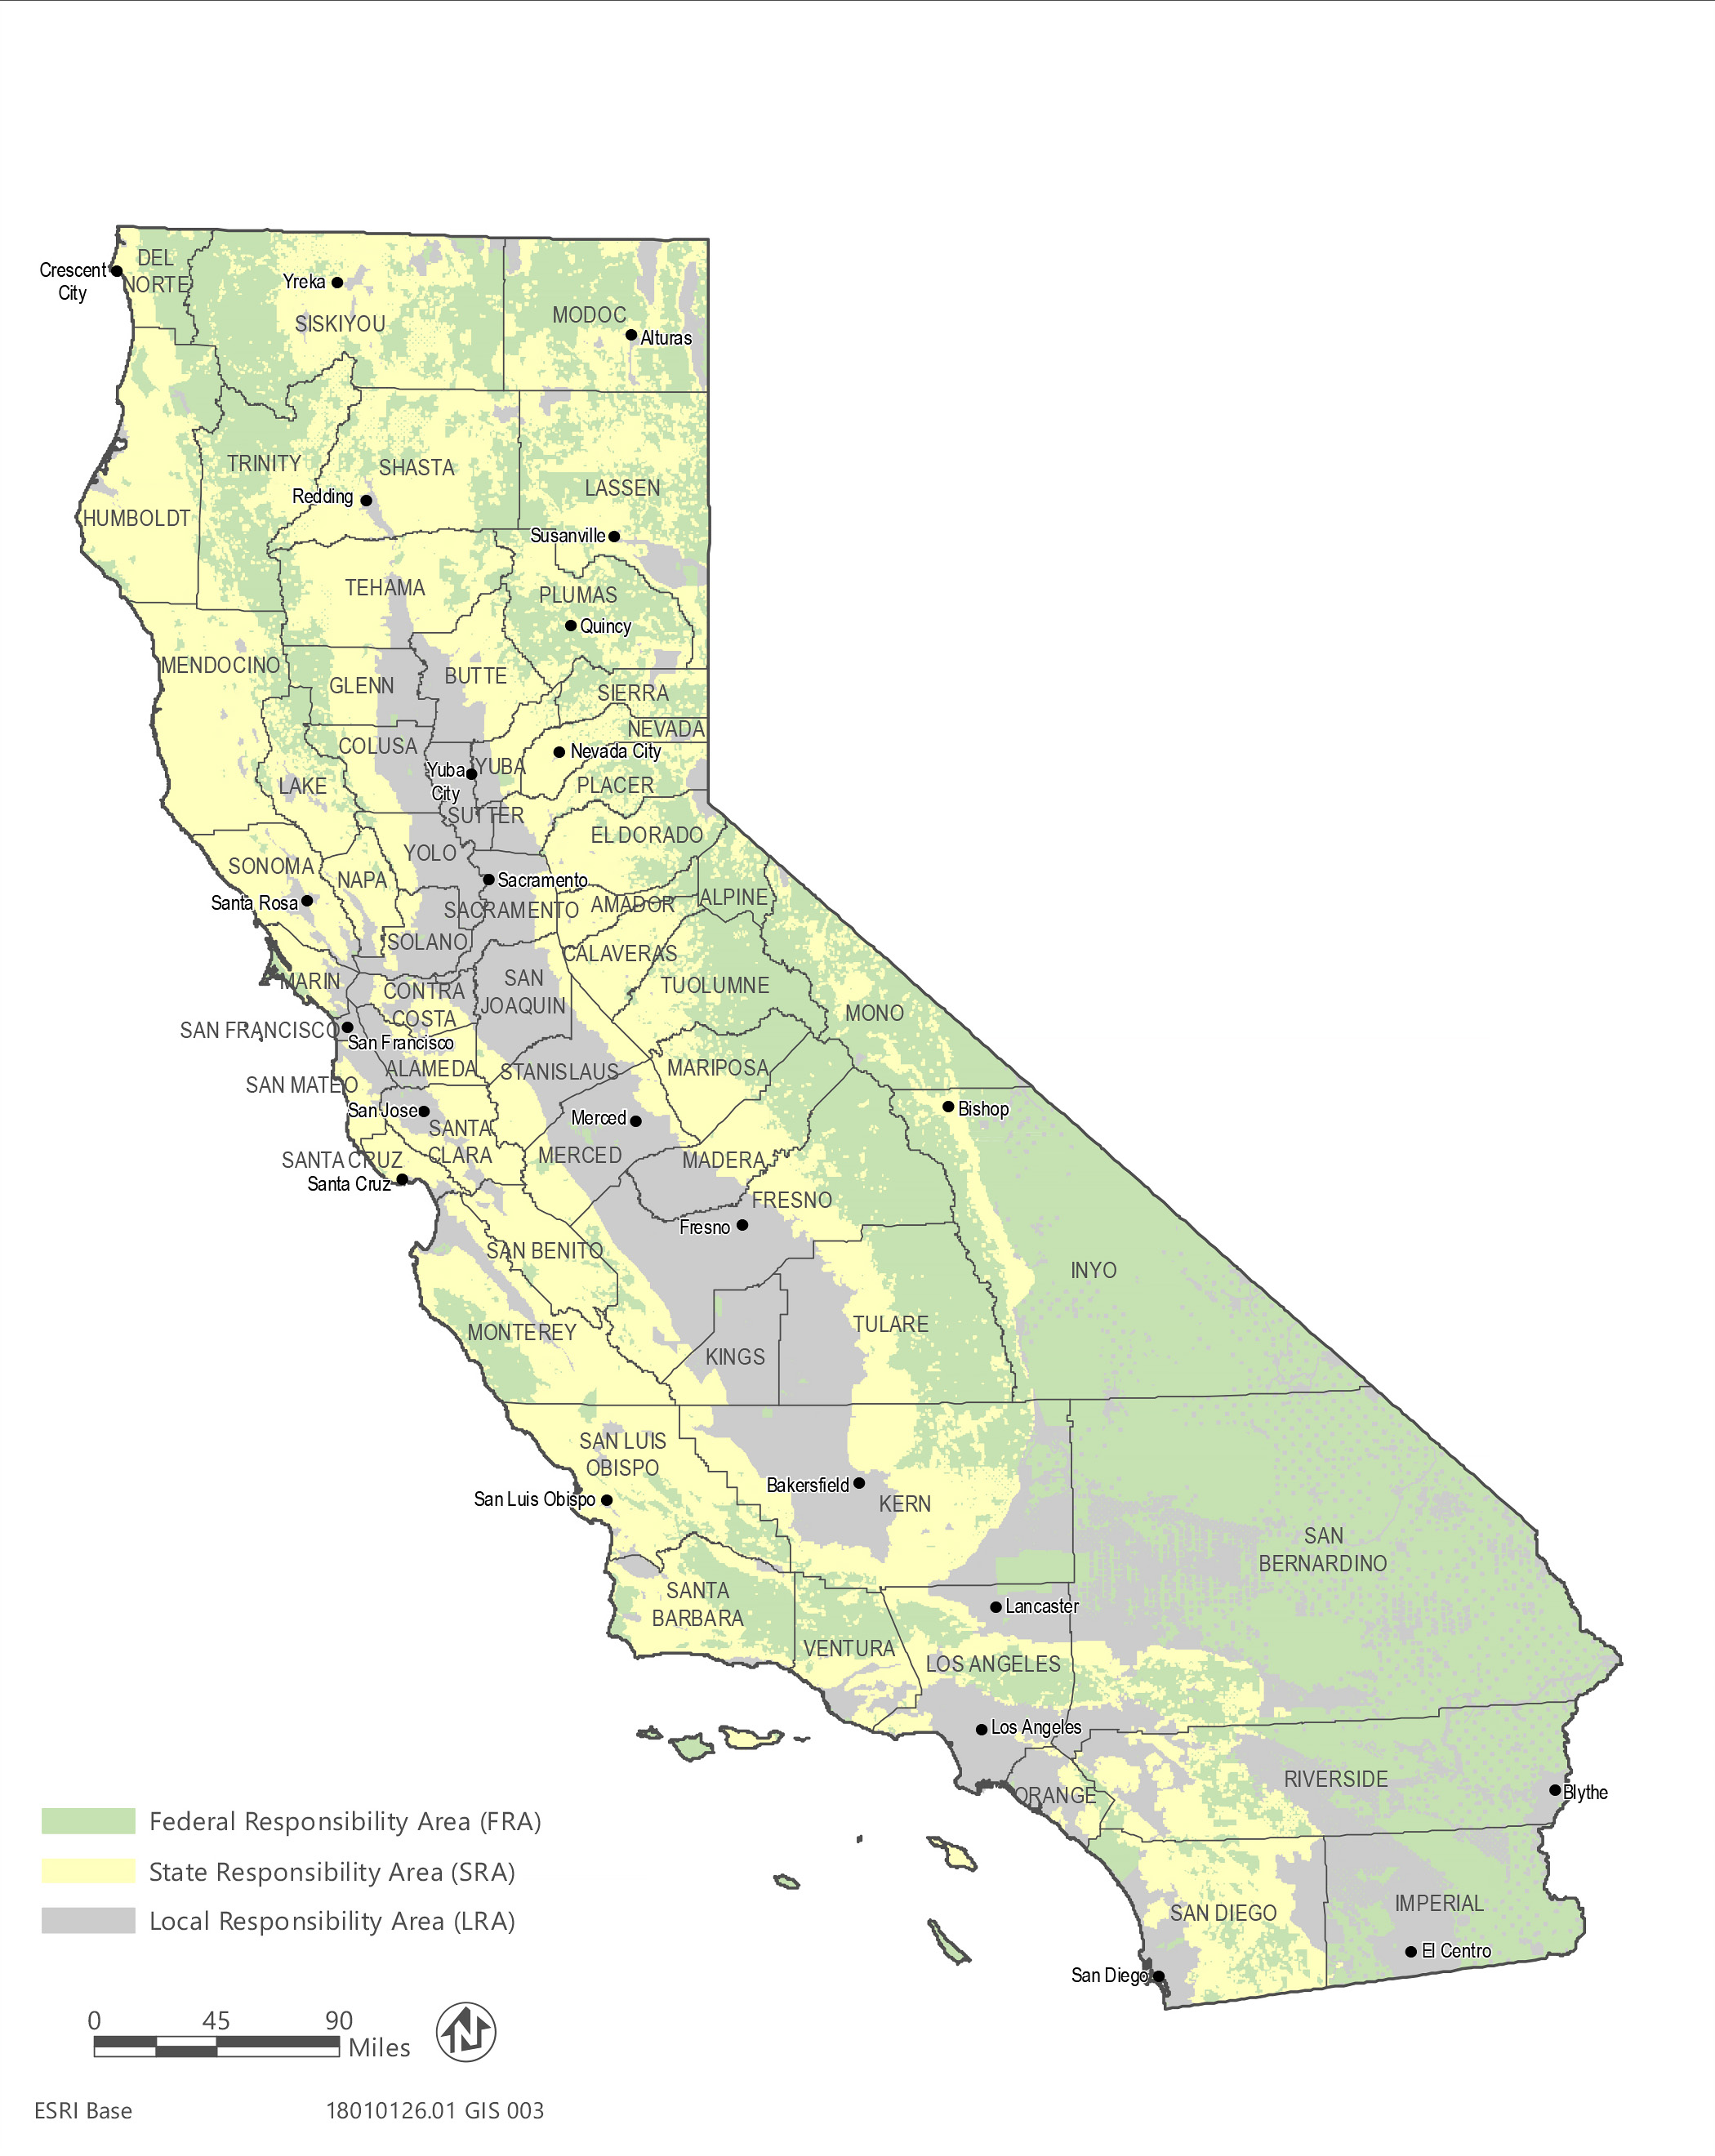 DEL
NORTE
Crescent
City
Yreka
SISKIYOU
MODOC
Alturas
TRINITY
SHASTA
LASSEN
Redding
HUMBOLDT
Susanville
TEHAMA
PLUMAS
Quincy
MENDOCINO
GLENN
BUTTE
SIERRA
NEVADA
COLUSA
Nevada City
Yuba
City
YUBA
LAKE
PLACER
SUTTER
EL DORADO
YOLO
SONOMA
NAPA
Sacramento
Santa Rosa
SACRAMENTO
AMADOR
ALPINE
SOLANO
CALAVERAS
MARIN
CONTRA
COSTA
SAN
JOAQUIN
TUOLUMNE
MONO
SAN FRANCISCO
San Francisco
ALAMEDA
STANISLAUS
MARIPOSA
SAN MATEO
San Jose
Merced
Bishop
SANTA
CLARA
SANTA CRUZ
Santa Cruz
MERCED
MADERA
FRESNO
Fresno
SAN BENITO
INYO
MONTEREY
KINGS
TULARE
SAN LUIS
OBISPO
San Luis Obispo
Bakersfield
KERN
SAN
BERNARDINO
SANTA
BARBARA
Lancaster
VENTURA
LOS ANGELES
Los Angeles
ORANGE
RIVERSIDE
Blythe
SAN DIEGO
IMPERIAL
El Centro
San Diego
Federal Responsibility Area (FRA)
State Responsibility Area (SRA)
Local Responsibility Area (LRA)
0 45 90
Miles
N
ESRI Base 18010126.01 GIS 003